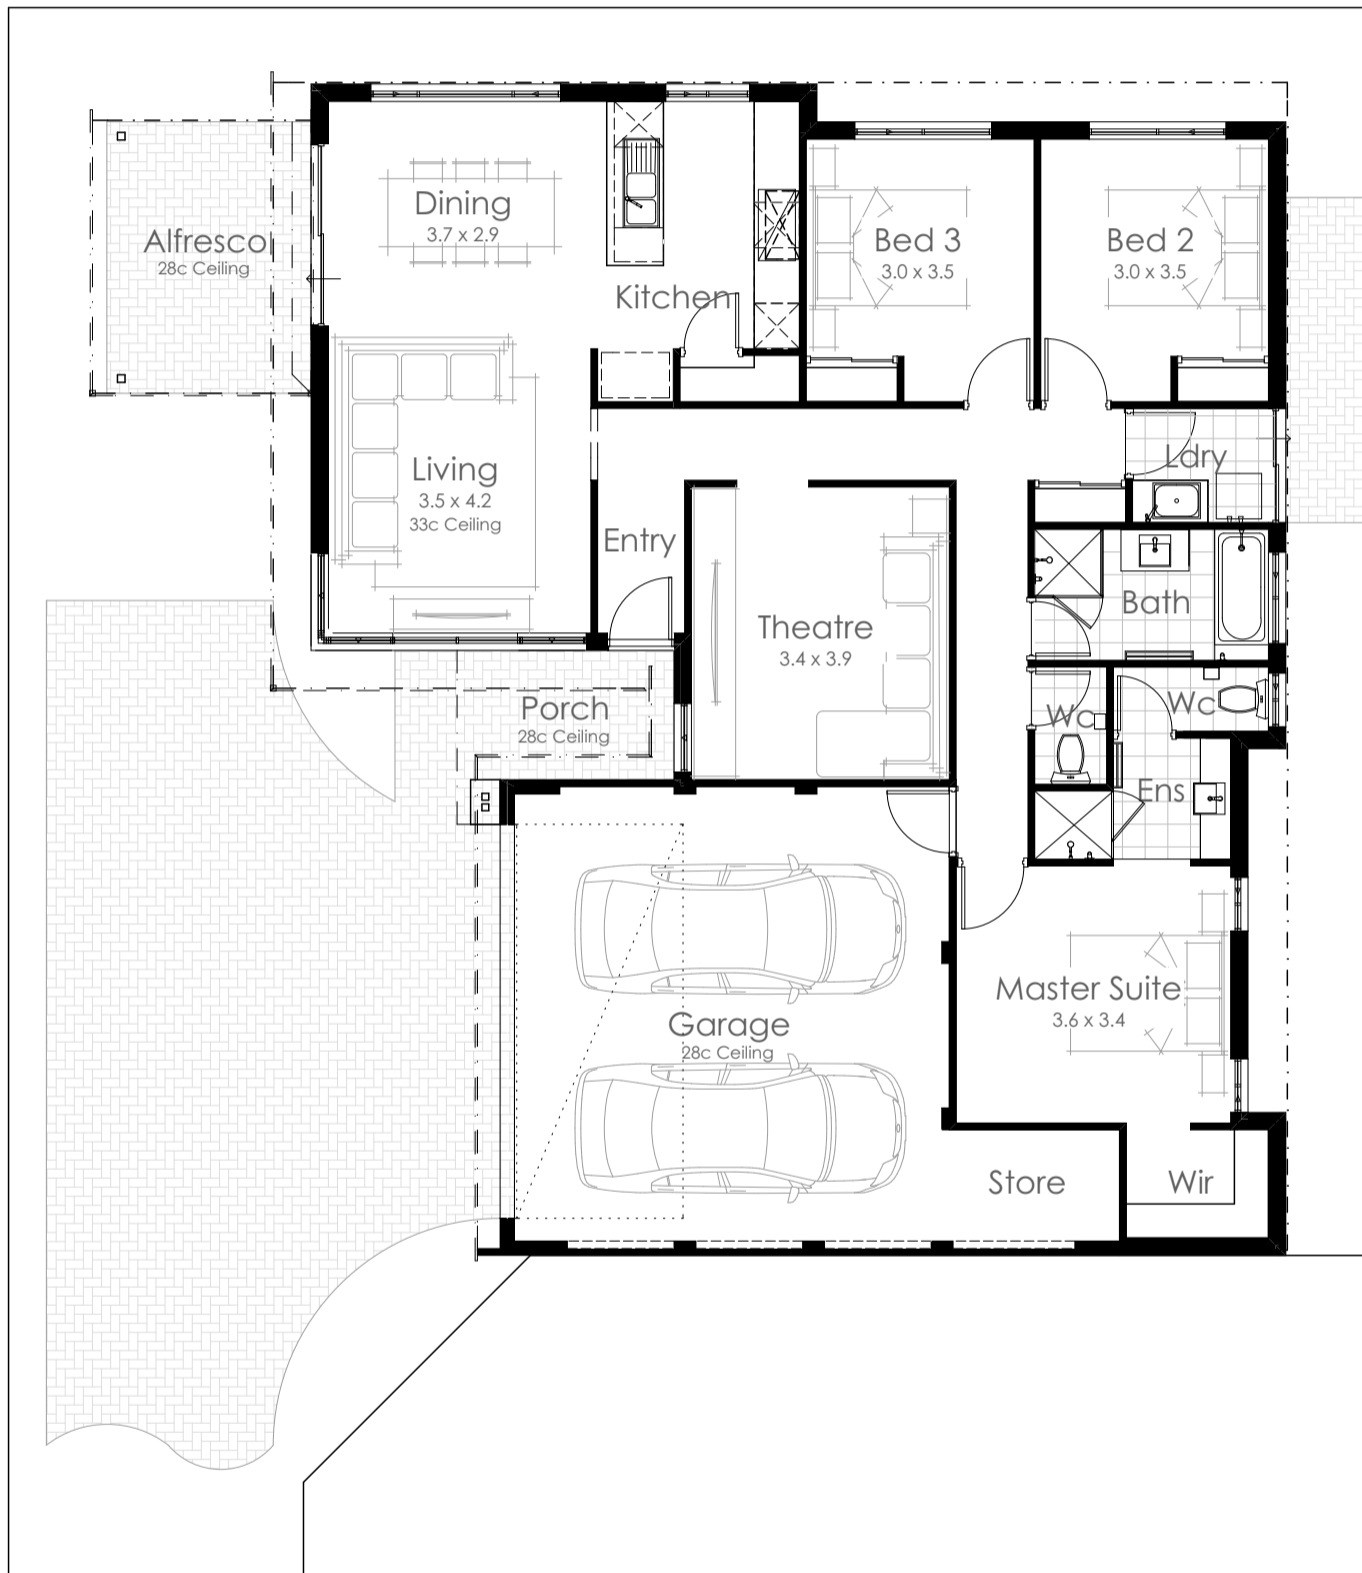 Dining
3.7 x 2.9
Alfresco
28c Ceiling
Kitchen
Bed 3
3.0 x 3.5
Bed 2
3.0 x 3.5
Living
3.5 x 4.2
33c Ceiling
Ldry
Entry
Bath
Theatre
3.4 x 3.9
Porch
28c Ceiling
Wc
Wc
Ens
Master Suite
3.6 x 3.4
Garage
28c Ceiling
Store
Wir